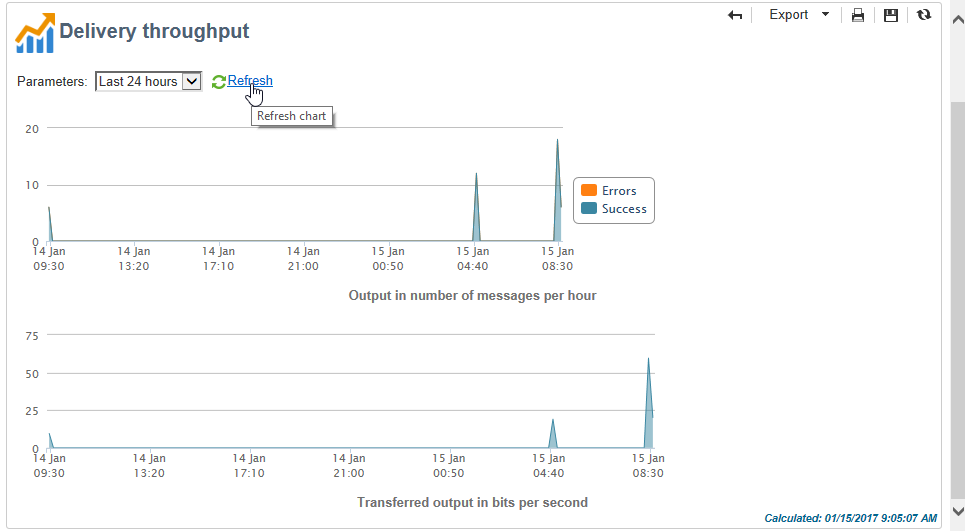 Export
Delivery throughput
Parameters: Last 24 hours Refresh
Refresh chart
20
10
0
Errors
Success
14 Jan 14 Jan 14 Jan 14 Jan 15 Jan 15 Jan 15 Jan
09:30 13:20 17:10 21:00 00:50 04:40 08:30
Output in number of messages per hour
75
50
25
0
14 Jan 14 Jan 14 Jan 14 Jan 15 Jan 15 Jan 15 Jan
09:30 13:20 17:10 21:00 00:50 04:40 08:30
Transferred output in bits per second
Calculated: 01/15/2017 9:05:07 AM